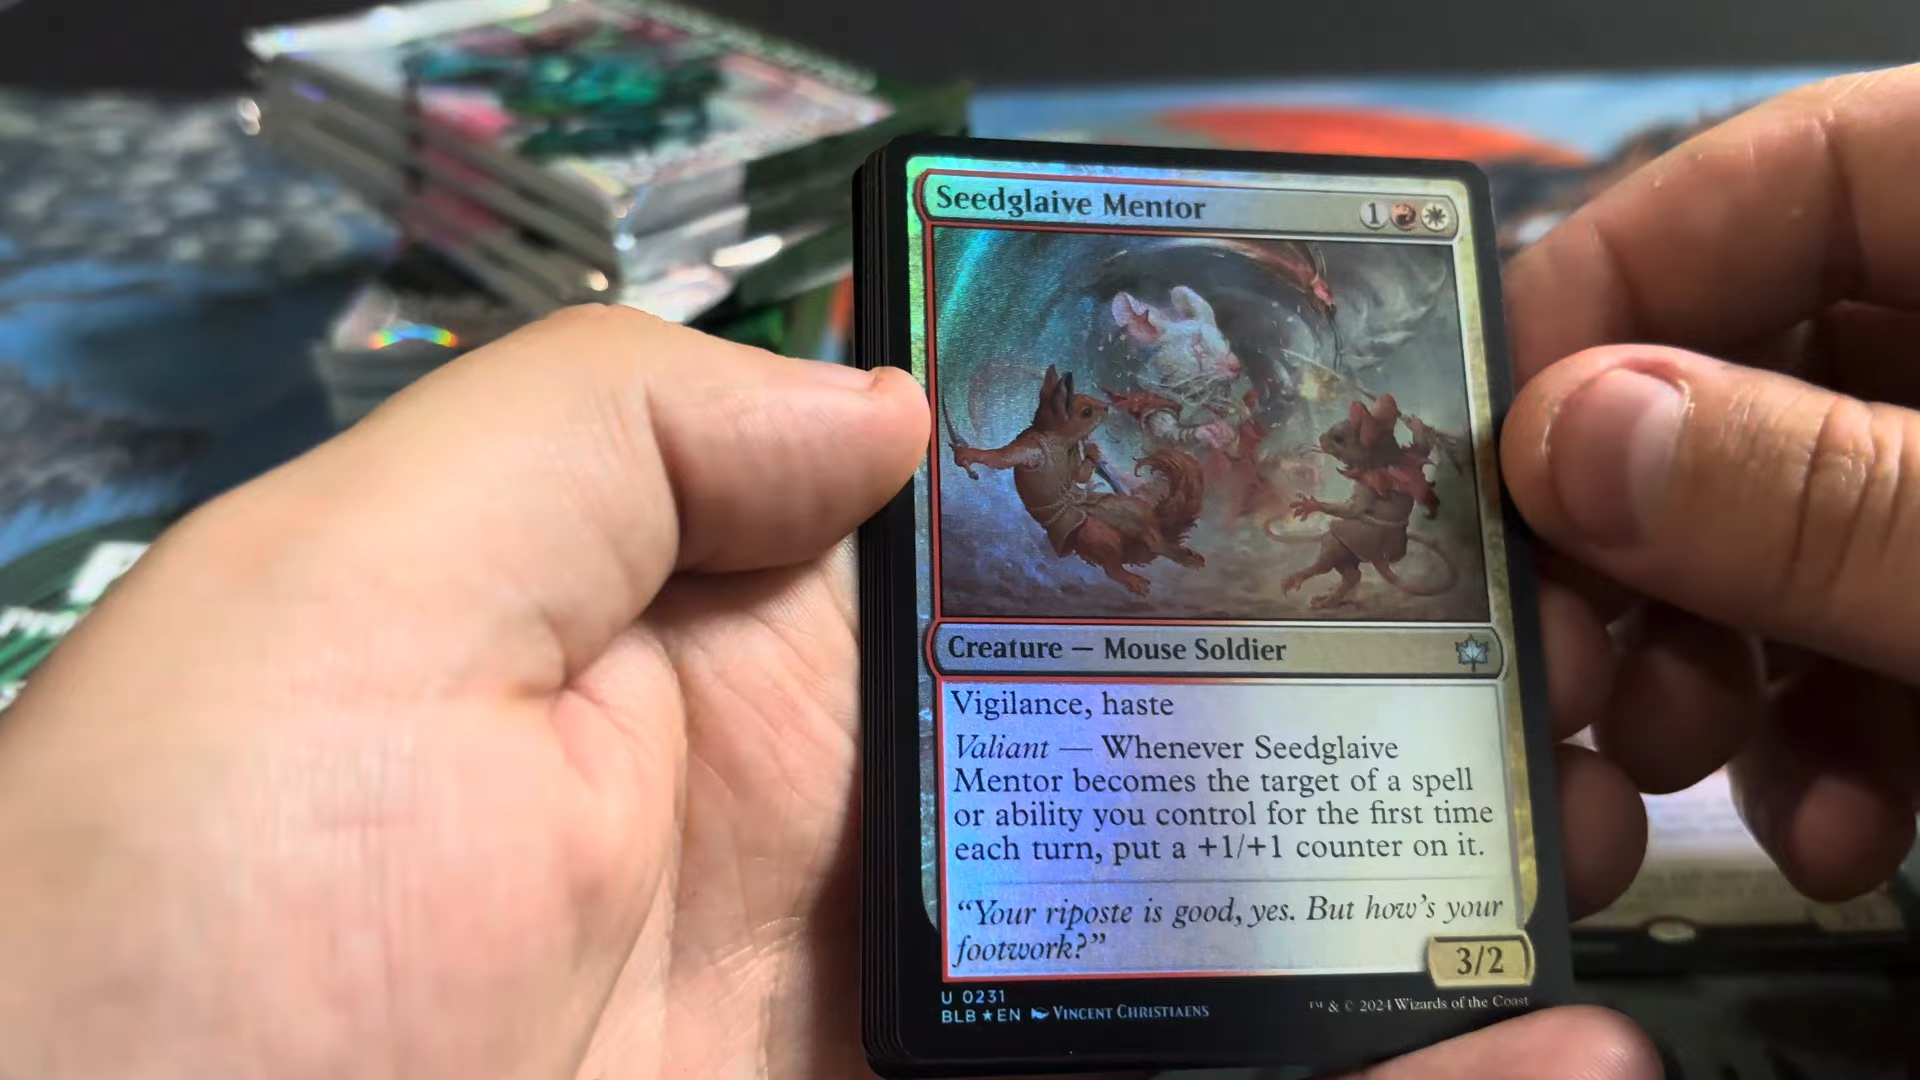 Seedglaive Mentor 1
Creature — Mouse Soldier
Vigilance, haste
Valiant — Whenever Seedglaive
Mentor becomes the target of a spell
or ability you control for the first time
each turn, put a +1/+1 counter on it.
“Your riposte is good, yes. But how’s your
footwork?”
3/2
U 0231
BLB ★ EN Vincent Christiaens
™ & © 2024 Wizards of the Coast